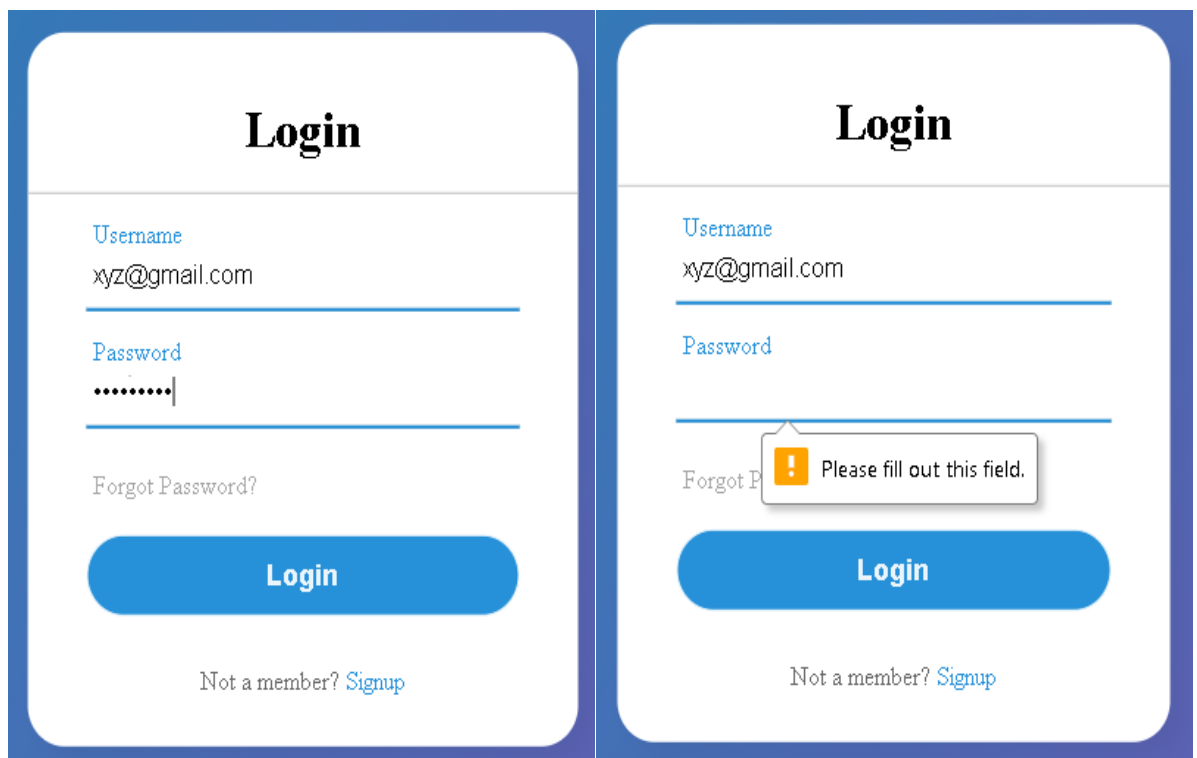 Login
Username
xyz@gmail.com
Password
•••••••••
Forgot Password?
Login
Not a member? Signup
Login
Username
xyz@gmail.com
Password
Please fill out this field.
Forgot P
Login
Not a member? Signup